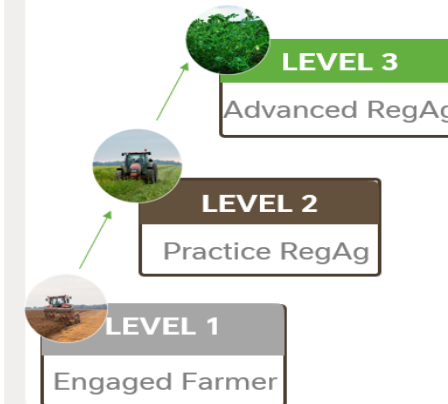 LEVEL 3
Advanced RegAg
LEVEL 2
Practice RegAg
LEVEL 1
Engaged Farmer